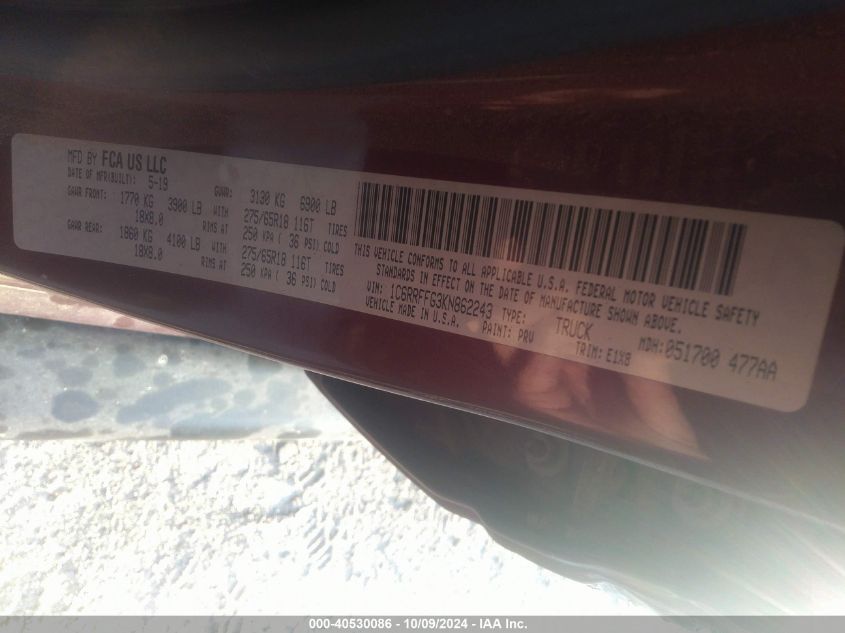 MFD BY FCA US LLC
DATE OF MFR(BUILT): 5-19 GVWR: 3130 KG 6900 LB
GAWR FRONT: 1770 KG 3900 LB WITH 275/65R18 116T TIRES
18X8.0 RIMS AT 250 KPA ( 36 PSI) COLD
GAWR REAR: 1860 KG 4100 LB WITH 275/65R18 116T TIRES
18X8.0 RIMS AT 250 KPA ( 36 PSI) COLD
THIS VEHICLE CONFORMS TO ALL APPLICABLE U.S.A. FEDERAL MOTOR VEHICLE SAFETY
STANDARDS IN EFFECT ON THE DATE OF MANUFACTURE SHOWN ABOVE.
VIN: 1C6RRFFG3KN862243 TYPE: TRUCK MDH:051700 477AA
VEHICLE MADE IN U.S.A. PAINT: PRV TRIM: E1X8
000-40530086 - 10/09/2024 - IAA Inc.